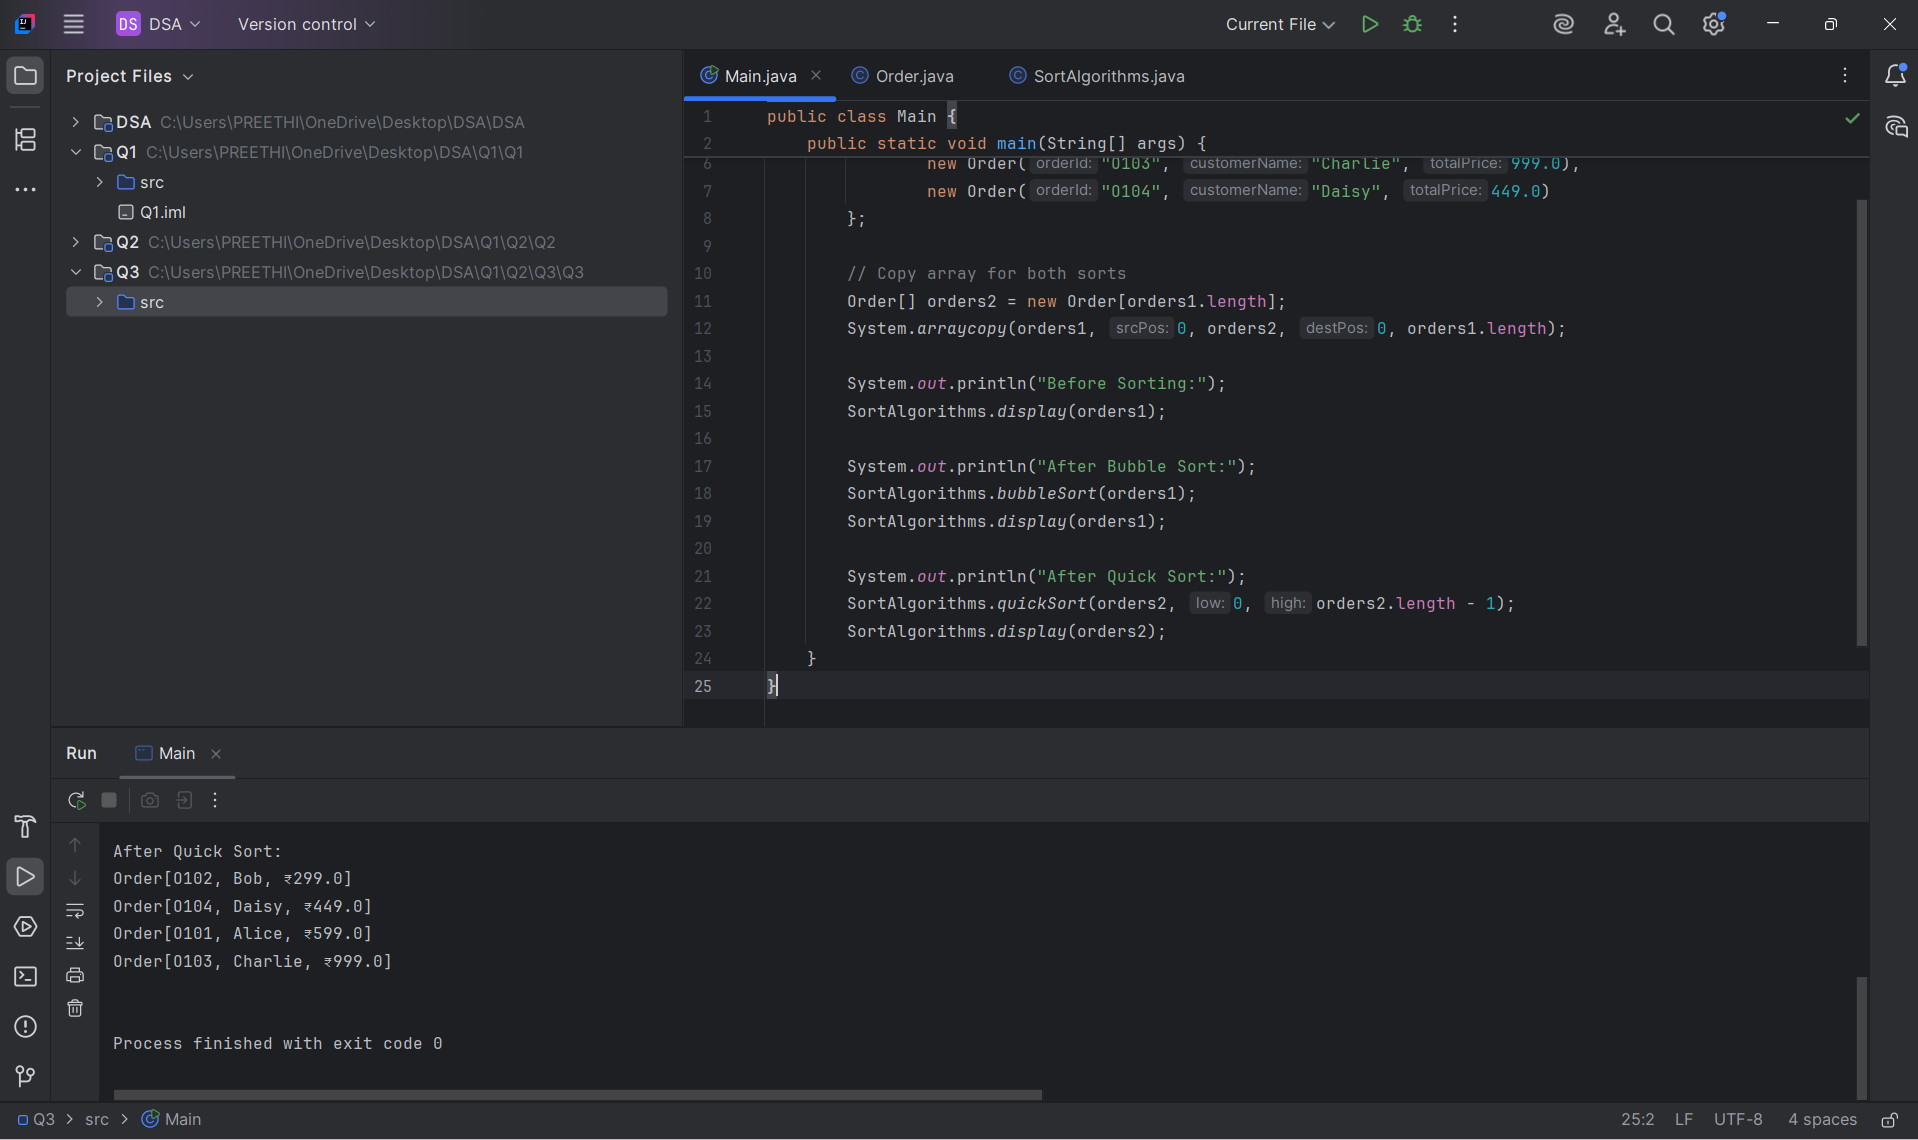 DS DSA Version control Current File
Project Files
DSA C:\Users\PREETHI\OneDrive\Desktop\DSA\DSA
Q1 C:\Users\PREETHI\OneDrive\Desktop\DSA\Q1\Q1
src
Q1.iml
Q2 C:\Users\PREETHI\OneDrive\Desktop\DSA\Q1\Q2\Q2
Q3 C:\Users\PREETHI\OneDrive\Desktop\DSA\Q1\Q2\Q3\Q3
src
Main.java Order.java SortAlgorithms.java
1 public class Main {
2 public static void main(String[] args) {
6 new Order( orderId: "O103", customerName: "Charlie", totalPrice: 999.0),
7 new Order( orderId: "O104", customerName: "Daisy", totalPrice: 449.0)
8 };
9
10 // Copy array for both sorts
11 Order[] orders2 = new Order[orders1.length];
12 System.arraycopy(orders1, srcPos: 0, orders2, destPos: 0, orders1.length);
13
14 System.out.println("Before Sorting:");
15 SortAlgorithms.display(orders1);
16
17 System.out.println("After Bubble Sort:");
18 SortAlgorithms.bubbleSort(orders1);
19 SortAlgorithms.display(orders1);
20
21 System.out.println("After Quick Sort:");
22 SortAlgorithms.quickSort(orders2, low: 0, high: orders2.length - 1);
23 SortAlgorithms.display(orders2);
24 }
25 }
Run Main
After Quick Sort:
Order[O102, Bob, ₹299.0]
Order[O104, Daisy, ₹449.0]
Order[O101, Alice, ₹599.0]
Order[O103, Charlie, ₹999.0]
Process finished with exit code 0
Q3 > src > Main 25:2 LF UTF-8 4 spaces